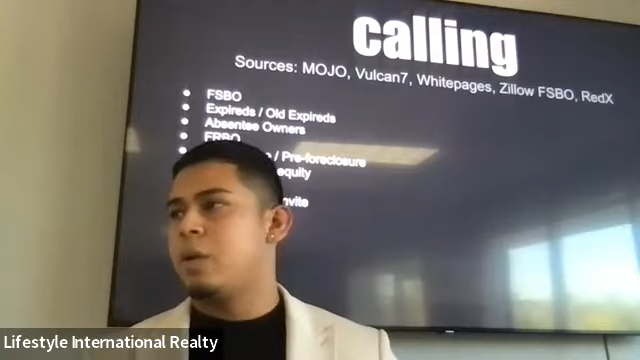 calling
Sources: MOJO, Vulcan7, Whitepages, Zillow FSBO, RedX
• FSBO
• Expireds / Old Expireds
• Absentee Owners
• FRBO
/ Pre-foreclosure
equity
Lifestyle International Realty